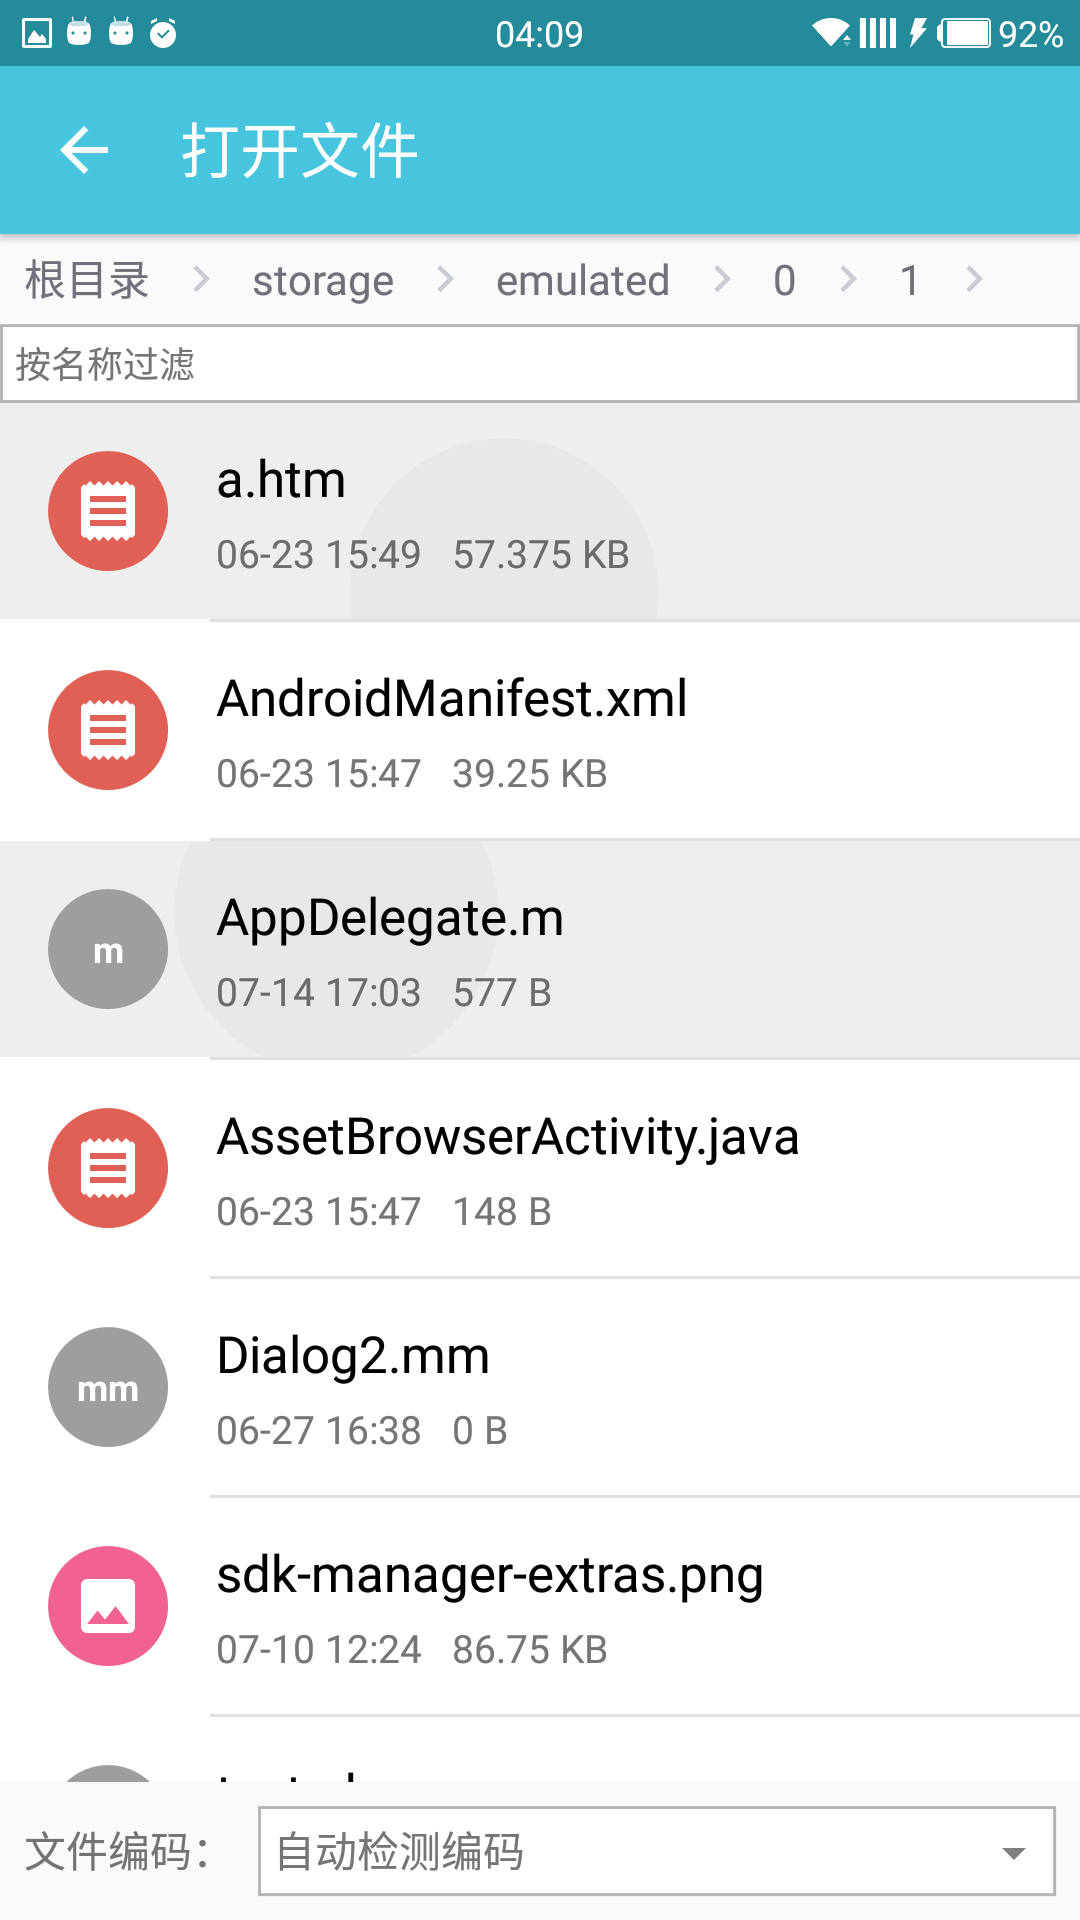 04:09
92%
打开文件
根目录 storage emulated 0 1
按名称过滤
a.htm
06-23 15:49 57.375 KB
AndroidManifest.xml
06-23 15:47 39.25 KB
m
AppDelegate.m
07-14 17:03 577 B
AssetBrowserActivity.java
06-23 15:47 148 B
mm
Dialog2.mm
06-27 16:38 0 B
sdk-manager-extras.png
07-10 12:24 86.75 KB
文件编码：
自动检测编码